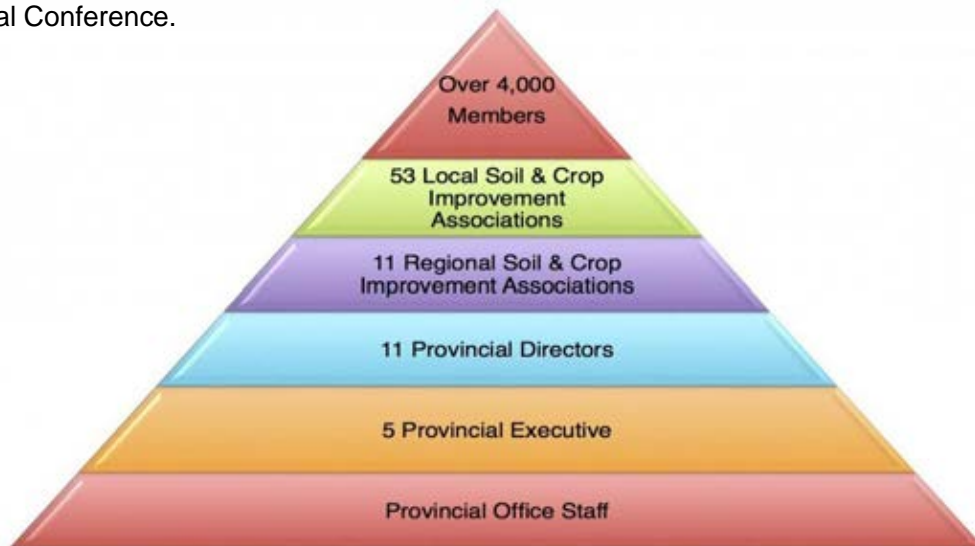 al Conference.
Over 4,000
Members
53 Local Soil & Crop
Improvement
Associations
11 Regional Soil & Crop
Improvement Associations
11 Provincial Directors
5 Provincial Executive
Provincial Office Staff